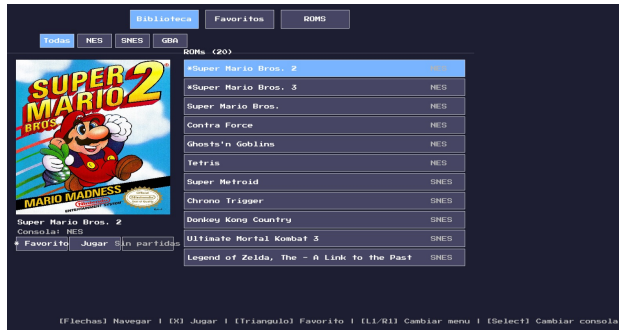 Biblioteca Favoritos ROMS
Todas NES SNES GBA
ROMs (20)
*Super Mario Bros. 2 NES
*Super Mario Bros. 3 NES
Super Mario Bros. NES
Contra Force NES
Ghosts'n Goblins NES
Tetris NES
Super Metroid SNES
Chrono Trigger SNES
Donkey Kong Country SNES
Ultimate Mortal Kombat 3 SNES
Legend of Zelda, The - A Link to the Past SNES
SUPER
MARIO 2
BROS
MARIO MADNESS
Nintendo
ENTERTAINMENT SYSTEM
Super Mario Bros. 2
Consola: NES
* Favorito Jugar Sin partidas
[Flechas] Navegar | [X] Jugar | [Triangulo] Favorito | [L1/R1] Cambiar menu | [Select] Cambiar consola